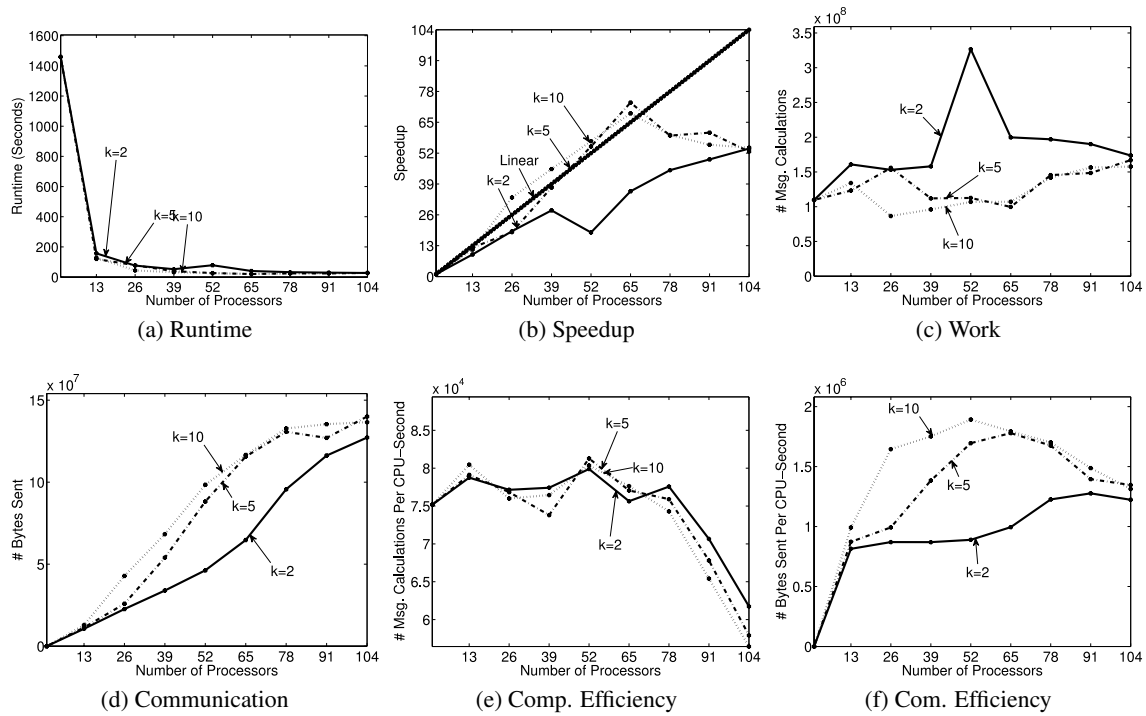 1600
1400
1200
1000
800
600
400
200
0
Runtime (Seconds)
k=2
k=5
k=10
13 26 39 52 65 78 91 104
Number of Processors
(a) Runtime
104
91
78
65
52
39
26
13
0
Speedup
k=10
k=5
Linear
k=2
13 26 39 52 65 78 91 104
Number of Processors
(b) Speedup
x 10^8
3.5
3
2.5
2
1.5
1
0.5
0
# Msg. Calculations
k=2
k=5
k=10
13 26 39 52 65 78 91 104
Number of Processors
(c) Work
x 10^7
15
10
5
0
# Bytes Sent
k=10
k=5
k=2
13 26 39 52 65 78 91 104
Number of Processors
(d) Communication
x 10^4
9
8
7
6
# Msg. Calculations Per CPU-Second
k=5
k=10
k=2
13 26 39 52 65 78 91 104
Number of Processors
(e) Comp. Efficiency
x 10^6
2
1.5
1
0.5
0
# Bytes Sent Per CPU-Second
k=10
k=5
k=2
13 26 39 52 65 78 91 104
Number of Processors
(f) Com. Efficiency